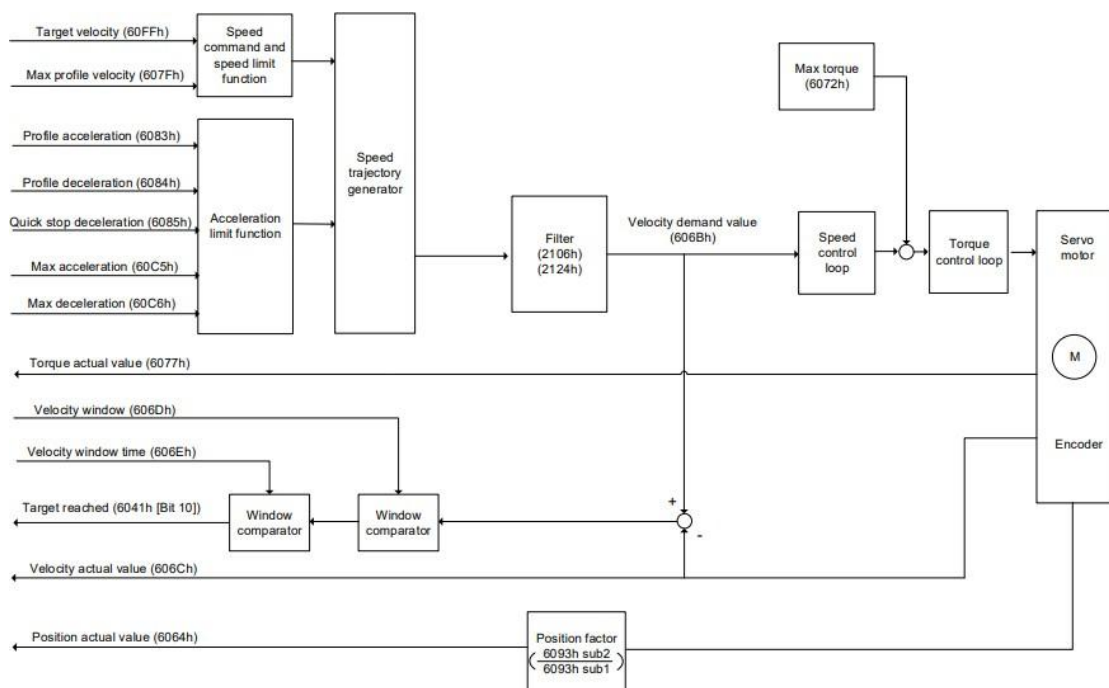 Target velocity (60FFh)
Max profile velocity (607Fh)
Speed
command and
speed limit
function
Profile acceleration (6083h)
Profile deceleration (6084h)
Quick stop deceleration (6085h)
Max acceleration (60C5h)
Max deceleration (60C6h)
Acceleration
limit function
Speed
trajectory
generator
Filter
(2106h)
(2124h)
Velocity demand value
(606Bh)
Max torque
(6072h)
Speed
control
loop
Torque
control loop
Servo
motor
M
Encoder
Torque actual value (6077h)
Velocity window (606Dh)
Velocity window time (606Eh)
Target reached (6041h [Bit 10])
Window
comparator
Window
comparator
+
-
Velocity actual value (606Ch)
Position actual value (6064h)
Position factor
(6093h sub2
6093h sub1)